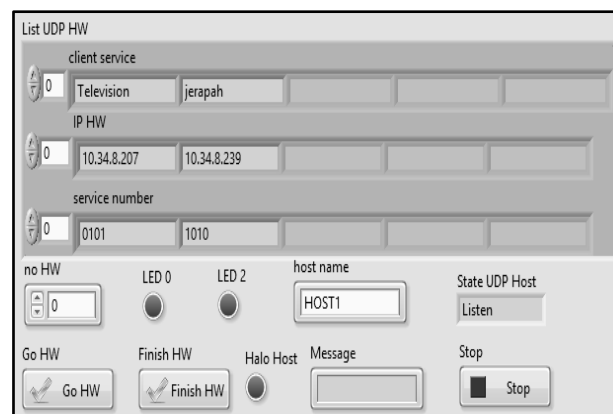 List UDP HW
client service
0 Television jerapah
IP HW
0 10.34.8.207 10.34.8.239
service number
0 0101 1010
no HW LED 0 LED 2 host name State UDP Host
0 HOST1 Listen
Go HW Finish HW Halo Host Message Stop
Go HW Finish HW Stop